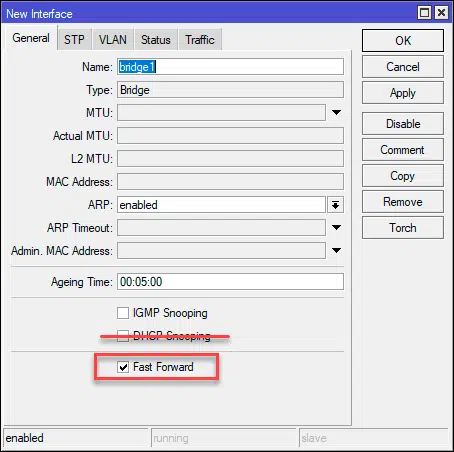 New Interface
General
STP
VLAN
Status
Traffic
Name: bridge1
Type: Bridge
MTU:
Actual MTU:
L2 MTU:
MAC Address:
ARP: enabled
ARP Timeout:
Admin. MAC Address:
Ageing Time: 00:05:00
IGMP Snooping
DHCP Snooping
Fast Forward
OK
Cancel
Apply
Disable
Comment
Copy
Remove
Torch
enabled
running
slave